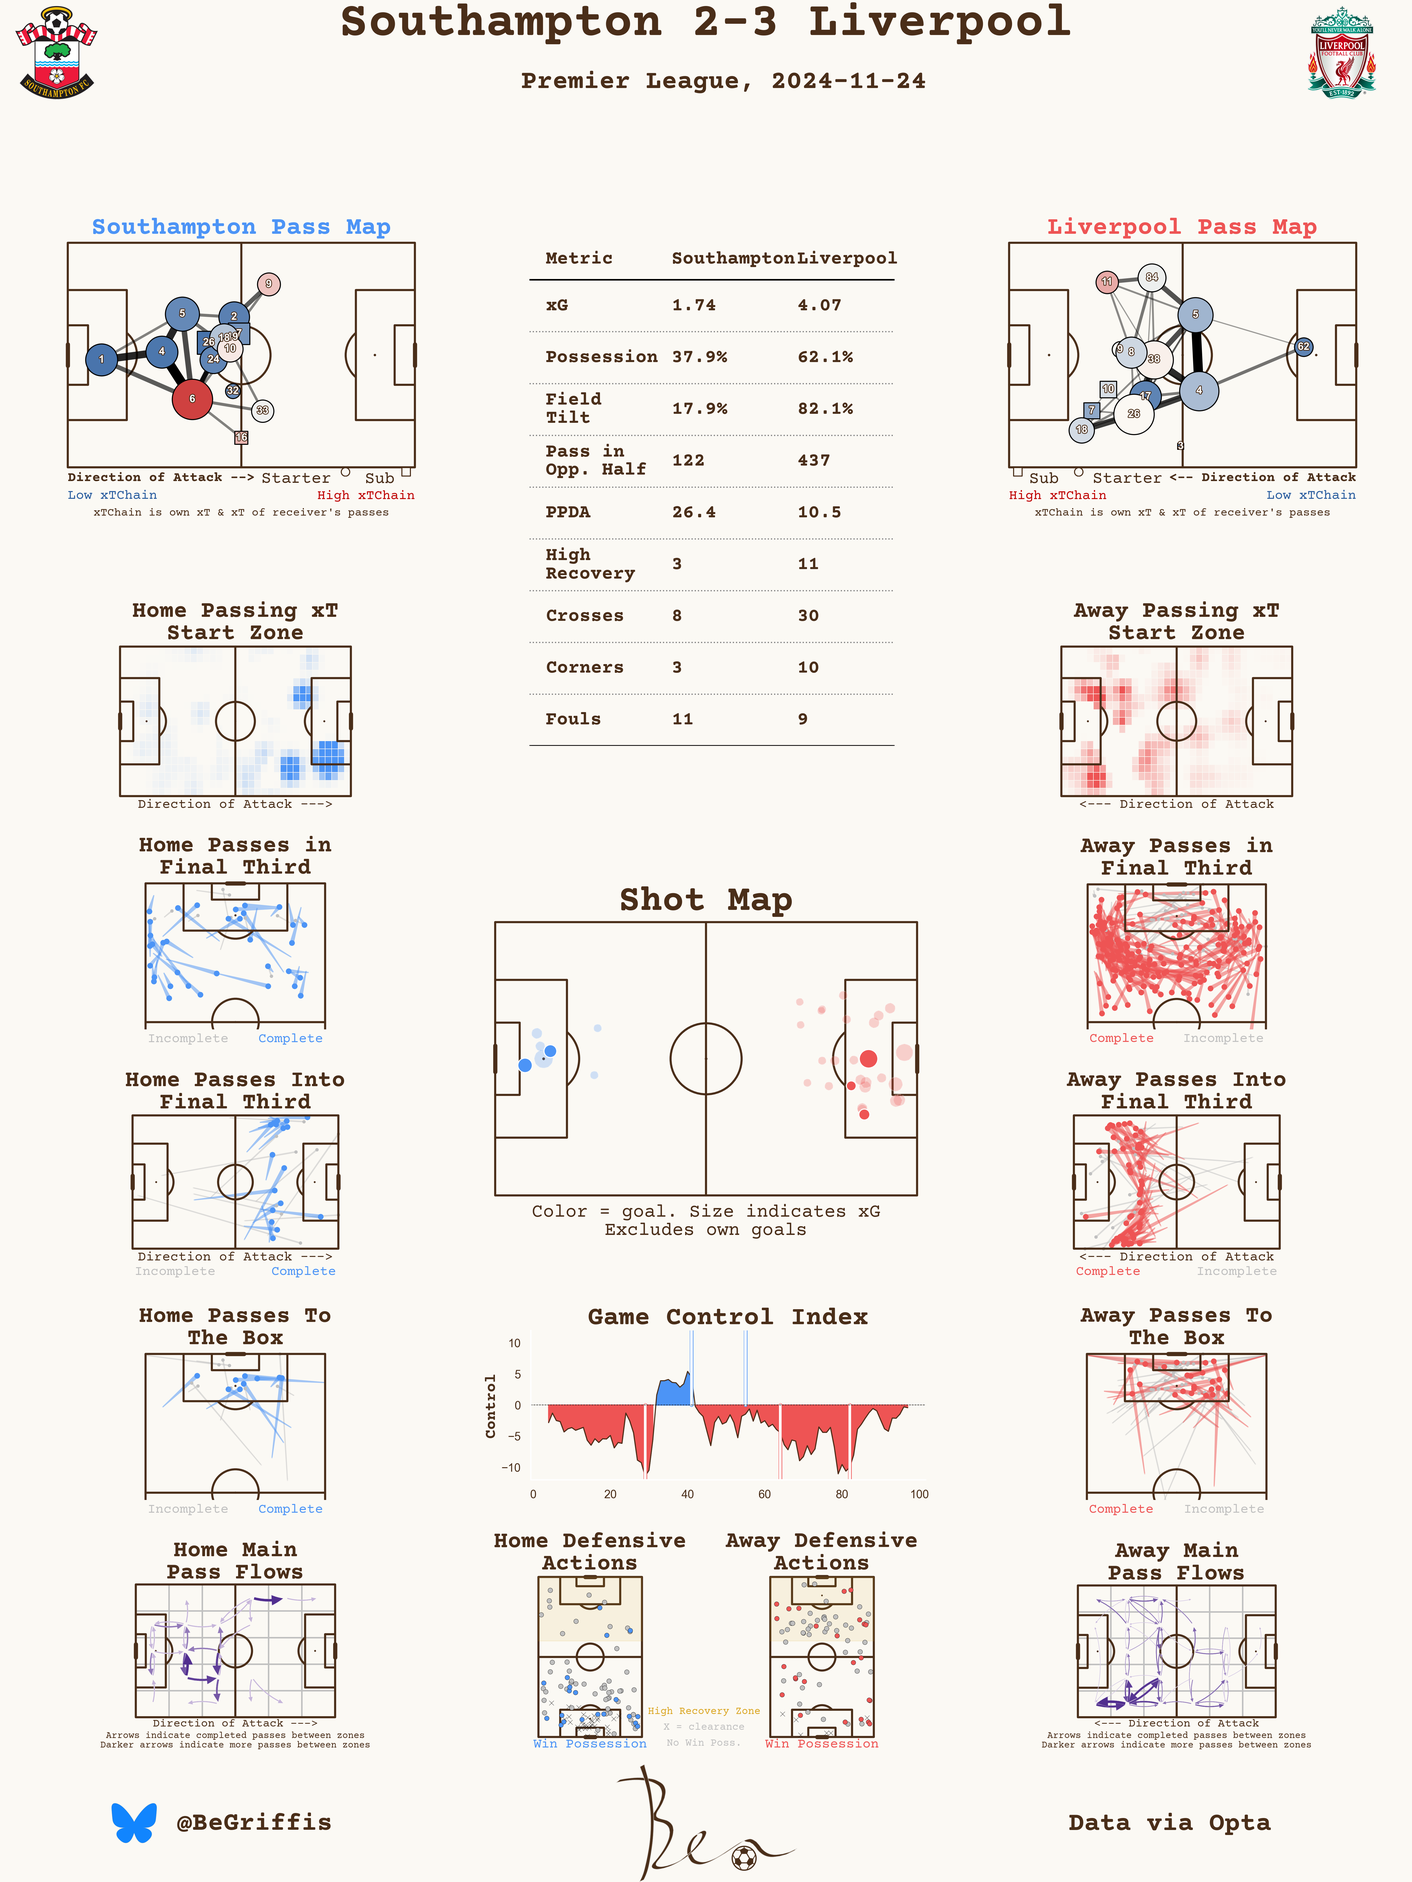 Southampton 2-3 Liverpool
Premier League, 2024-11-24
SOUTHAMPTON FC
YOU'LL NEVER WALK ALONE
LIVERPOOL
FOOTBALL CLUB
EST·1892
Southampton Pass Map
1
4
5
6
2
9
26
18
19
7
10
24
32
33
16
Direction of Attack --> Starter Sub
Low xTChain High xTChain
xTChain is own xT & xT of receiver's passes
Metric Southampton Liverpool
xG 1.74 4.07
Possession 37.9% 62.1%
Field
Tilt 17.9% 82.1%
Pass in
Opp. Half 122 437
PPDA 26.4 10.5
High
Recovery 3 11
Crosses 8 30
Corners 3 10
Fouls 11 9
Liverpool Pass Map
11
84
5
62
9
8
38
4
10
17
7
26
18
3
Sub Starter <-- Direction of Attack
High xTChain Low xTChain
xTChain is own xT & xT of receiver's passes
Home Passing xT
Start Zone
Direction of Attack --->
Away Passing xT
Start Zone
<--- Direction of Attack
Home Passes in
Final Third
Incomplete Complete
Shot Map
Color = goal. Size indicates xG
Excludes own goals
Away Passes in
Final Third
Complete Incomplete
Home Passes Into
Final Third
Direction of Attack --->
Incomplete Complete
Away Passes Into
Final Third
<--- Direction of Attack
Complete Incomplete
Home Passes To
The Box
Incomplete Complete
Game Control Index
Control
10
5
0
−5
−10
0 20 40 60 80 100
Away Passes To
The Box
Complete Incomplete
Home Main
Pass Flows
Direction of Attack --->
Arrows indicate completed passes between zones
Darker arrows indicate more passes between zones
Home Defensive
Actions
Win Possession
High Recovery Zone
X = clearance
No Win Poss.
Away Defensive
Actions
Win Possession
Away Main
Pass Flows
<--- Direction of Attack
Arrows indicate completed passes between zones
Darker arrows indicate more passes between zones
@BeGriffis
Ben
Data via Opta